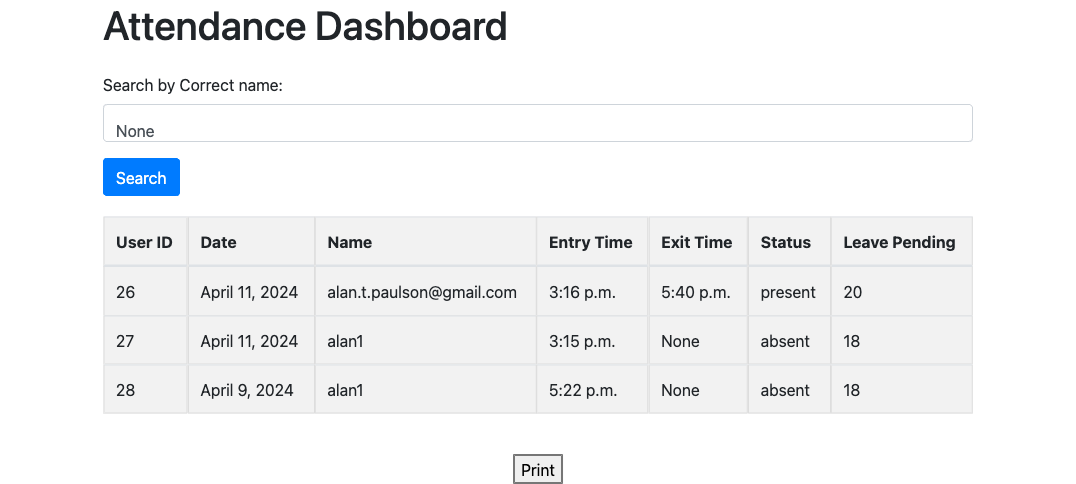 Attendance Dashboard
Search by Correct name:
None
Search
User ID Date Name Entry Time Exit Time Status Leave Pending
26 April 11, 2024 alan.t.paulson@gmail.com 3:16 p.m. 5:40 p.m. present 20
27 April 11, 2024 alan1 3:15 p.m. None absent 18
28 April 9, 2024 alan1 5:22 p.m. None absent 18
Print